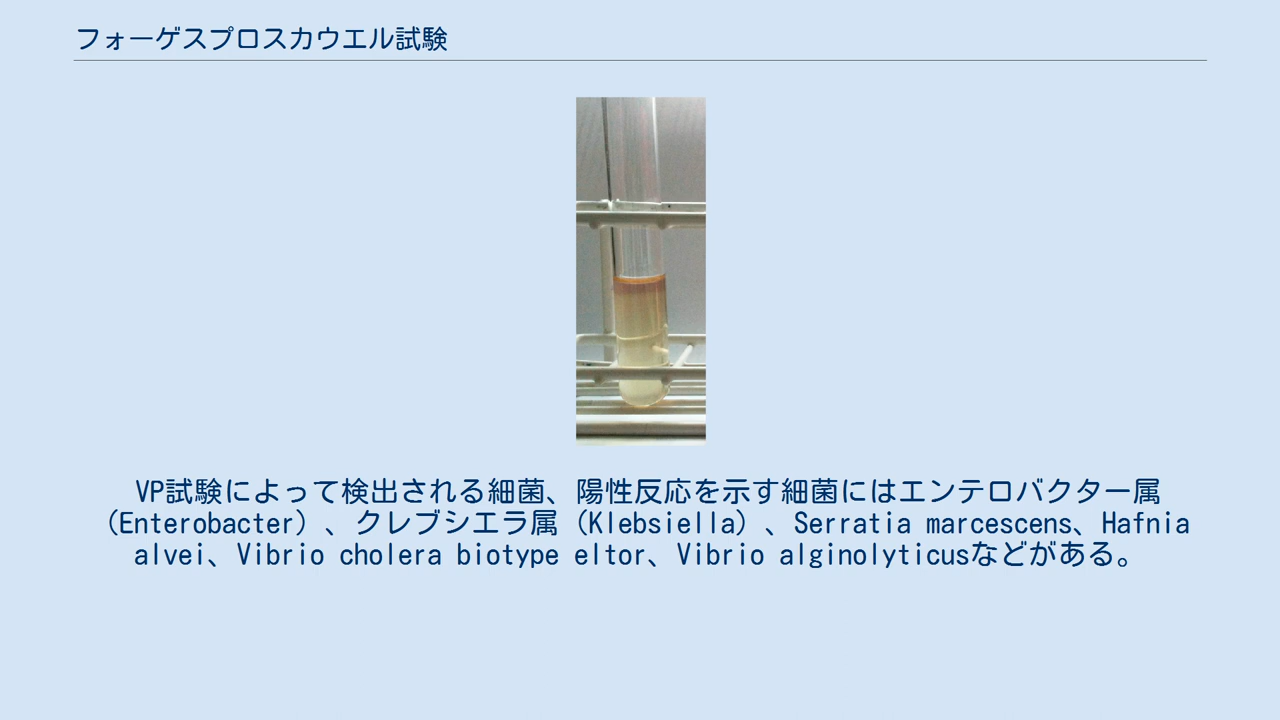 フォーゲスプロスカウエル試験
VP試験によって検出される細菌、陽性反応を示す細菌にはエンテロバクター属
（Enterobacter）、クレブシエラ属（Klebsiella）、Serratia marcescens、Hafnia
alvei、Vibrio cholera biotype eltor、Vibrio alginolyticusなどがある。